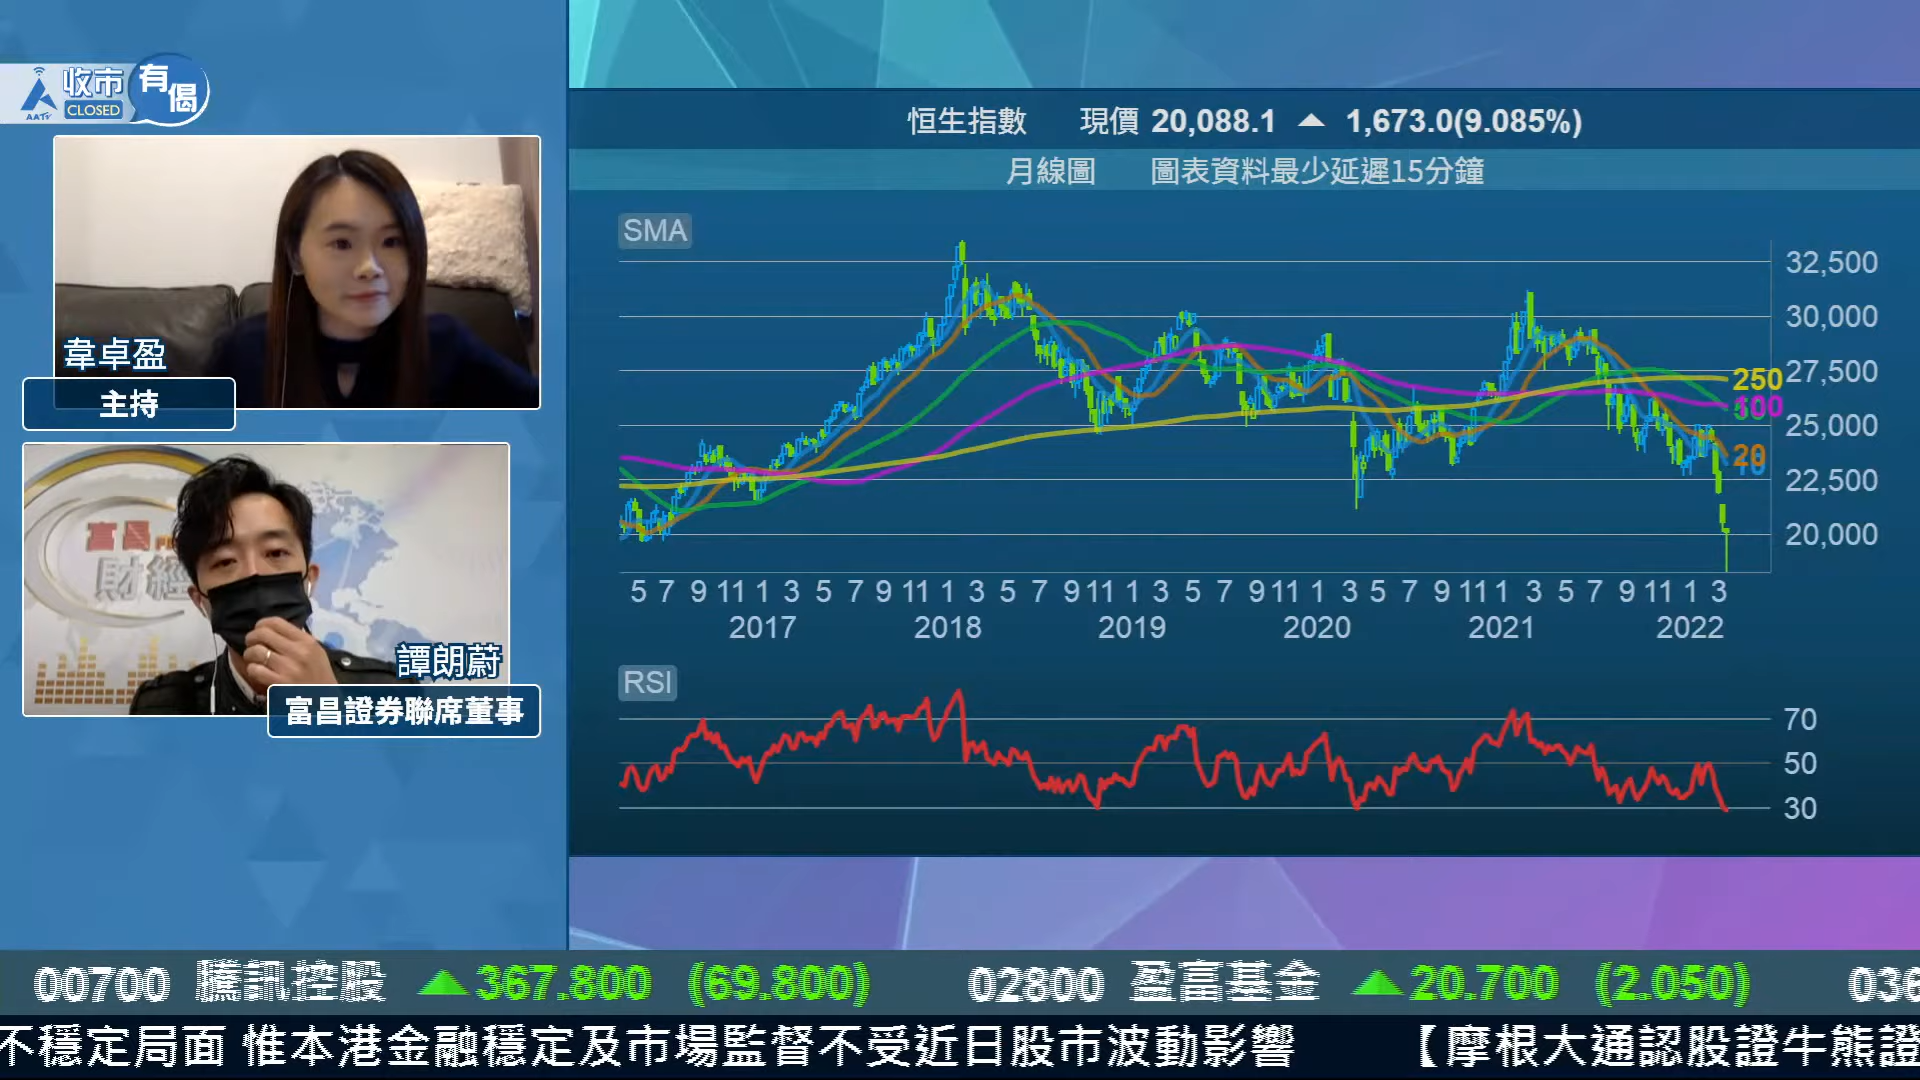 收市
有偈
AATV
CLOSED
韋卓盈
主持
富昌
財經
譚朗蔚
富昌證券聯席董事
恒生指數 現價 20,088.1 ▲ 1,673.0(9.085%)
月線圖 圖表資料最少延遲15分鐘
SMA
32,500
30,000
27,500
25,000
22,500
20,000
250
100
20
10
5 7 9 11 1 3 5 7 9 11 1 3 5 7 9 11 1 3 5 7 9 11 1 3 5 7 9 11 1 3 5 7 9 11 1 3
2017 2018 2019 2020 2021 2022
RSI
70
50
30
00700 騰訊控股 ▲367.800 (69.800) 02800 盈富基金 ▲20.700 (2.050) 036
不穩定局面 惟本港金融穩定及市場監督不受近日股市波動影響 【摩根大通認股證牛熊證